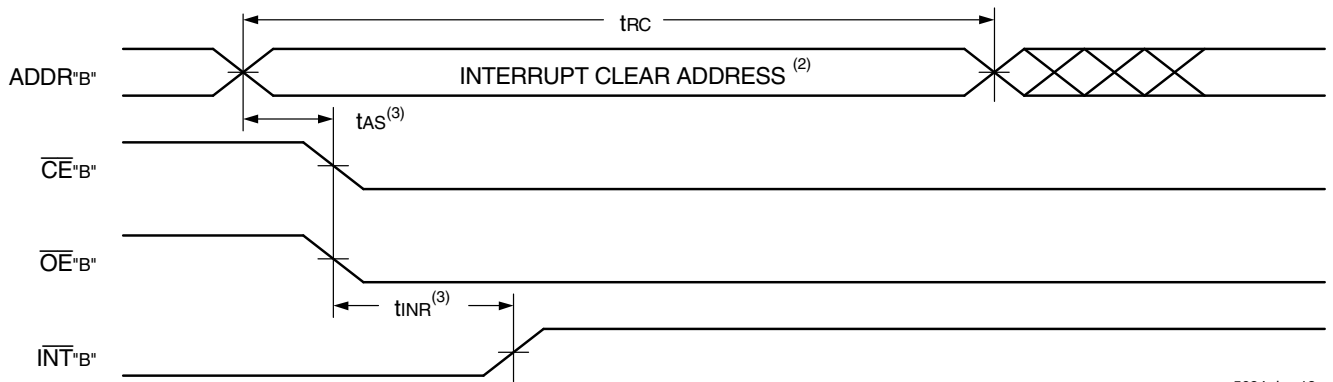 tRC
ADDR"B"
INTERRUPT CLEAR ADDRESS (2)
tAS(3)
CE"B"
OE"B"
tINR(3)
INT"B"